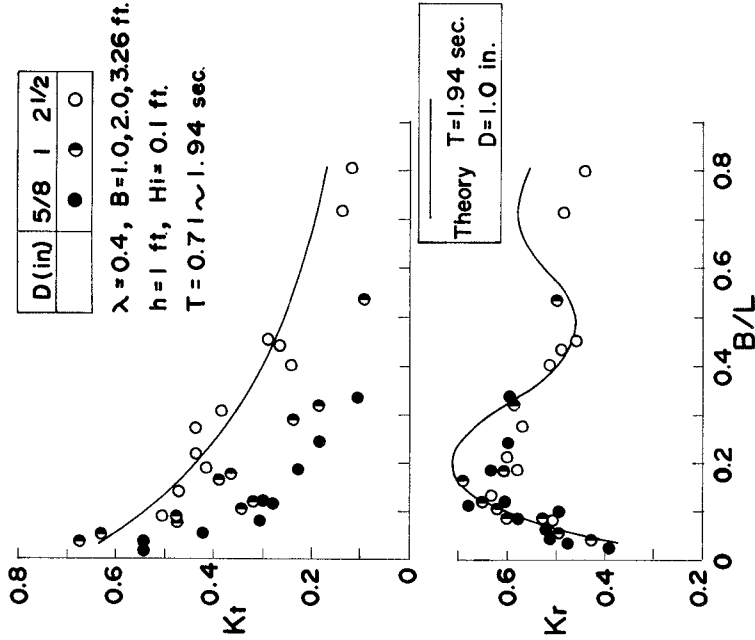 D(in) 5/8 1 2 1/2
λ=0.4, B=1.0, 2.0, 3.26 ft.
h=1 ft, Hi= 0.1 ft.
T= 0.71~1.94 sec.
0.8
0.6
0.4
0.2
0
Kt
Theory T=1.94 sec.
D=1.0 in.
0.6
0.4
0.2
Kr
0 0.2 0.4 0.6 0.8
B/L